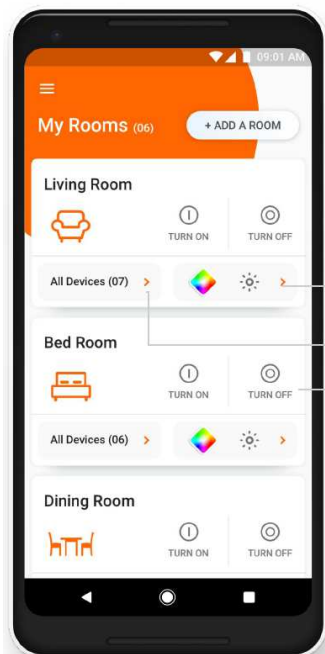 09:01 AM
My Rooms (06)
+ ADD A ROOM
Living Room
TURN ON
TURN OFF
All Devices (07)
Bed Room
TURN ON
TURN OFF
All Devices (06)
Dining Room
TURN ON
TURN OFF